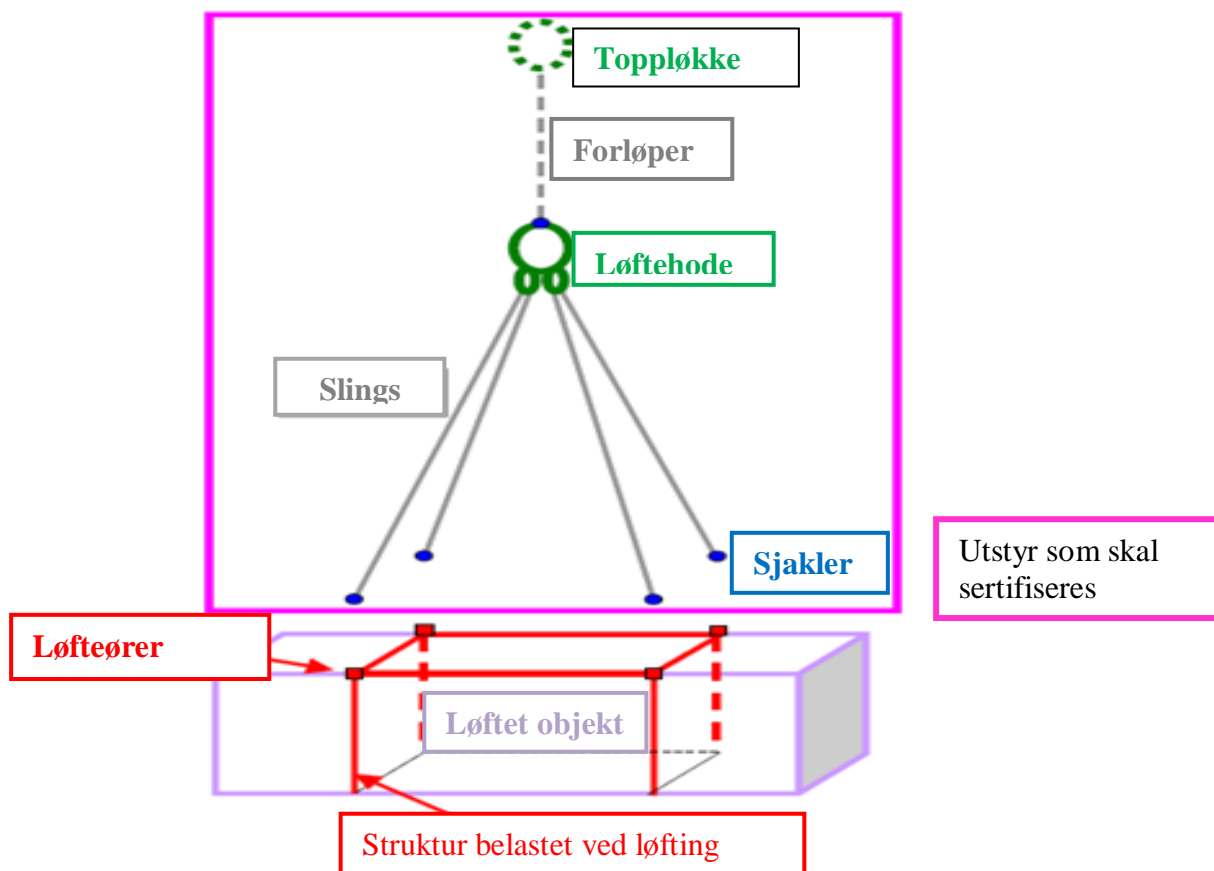 Toppløkke
Forløper
Løftehode
Slings
Sjakler
Utstyr som skal
sertifiseres
Løfteører
Løftet objekt
Struktur belastet ved løfting